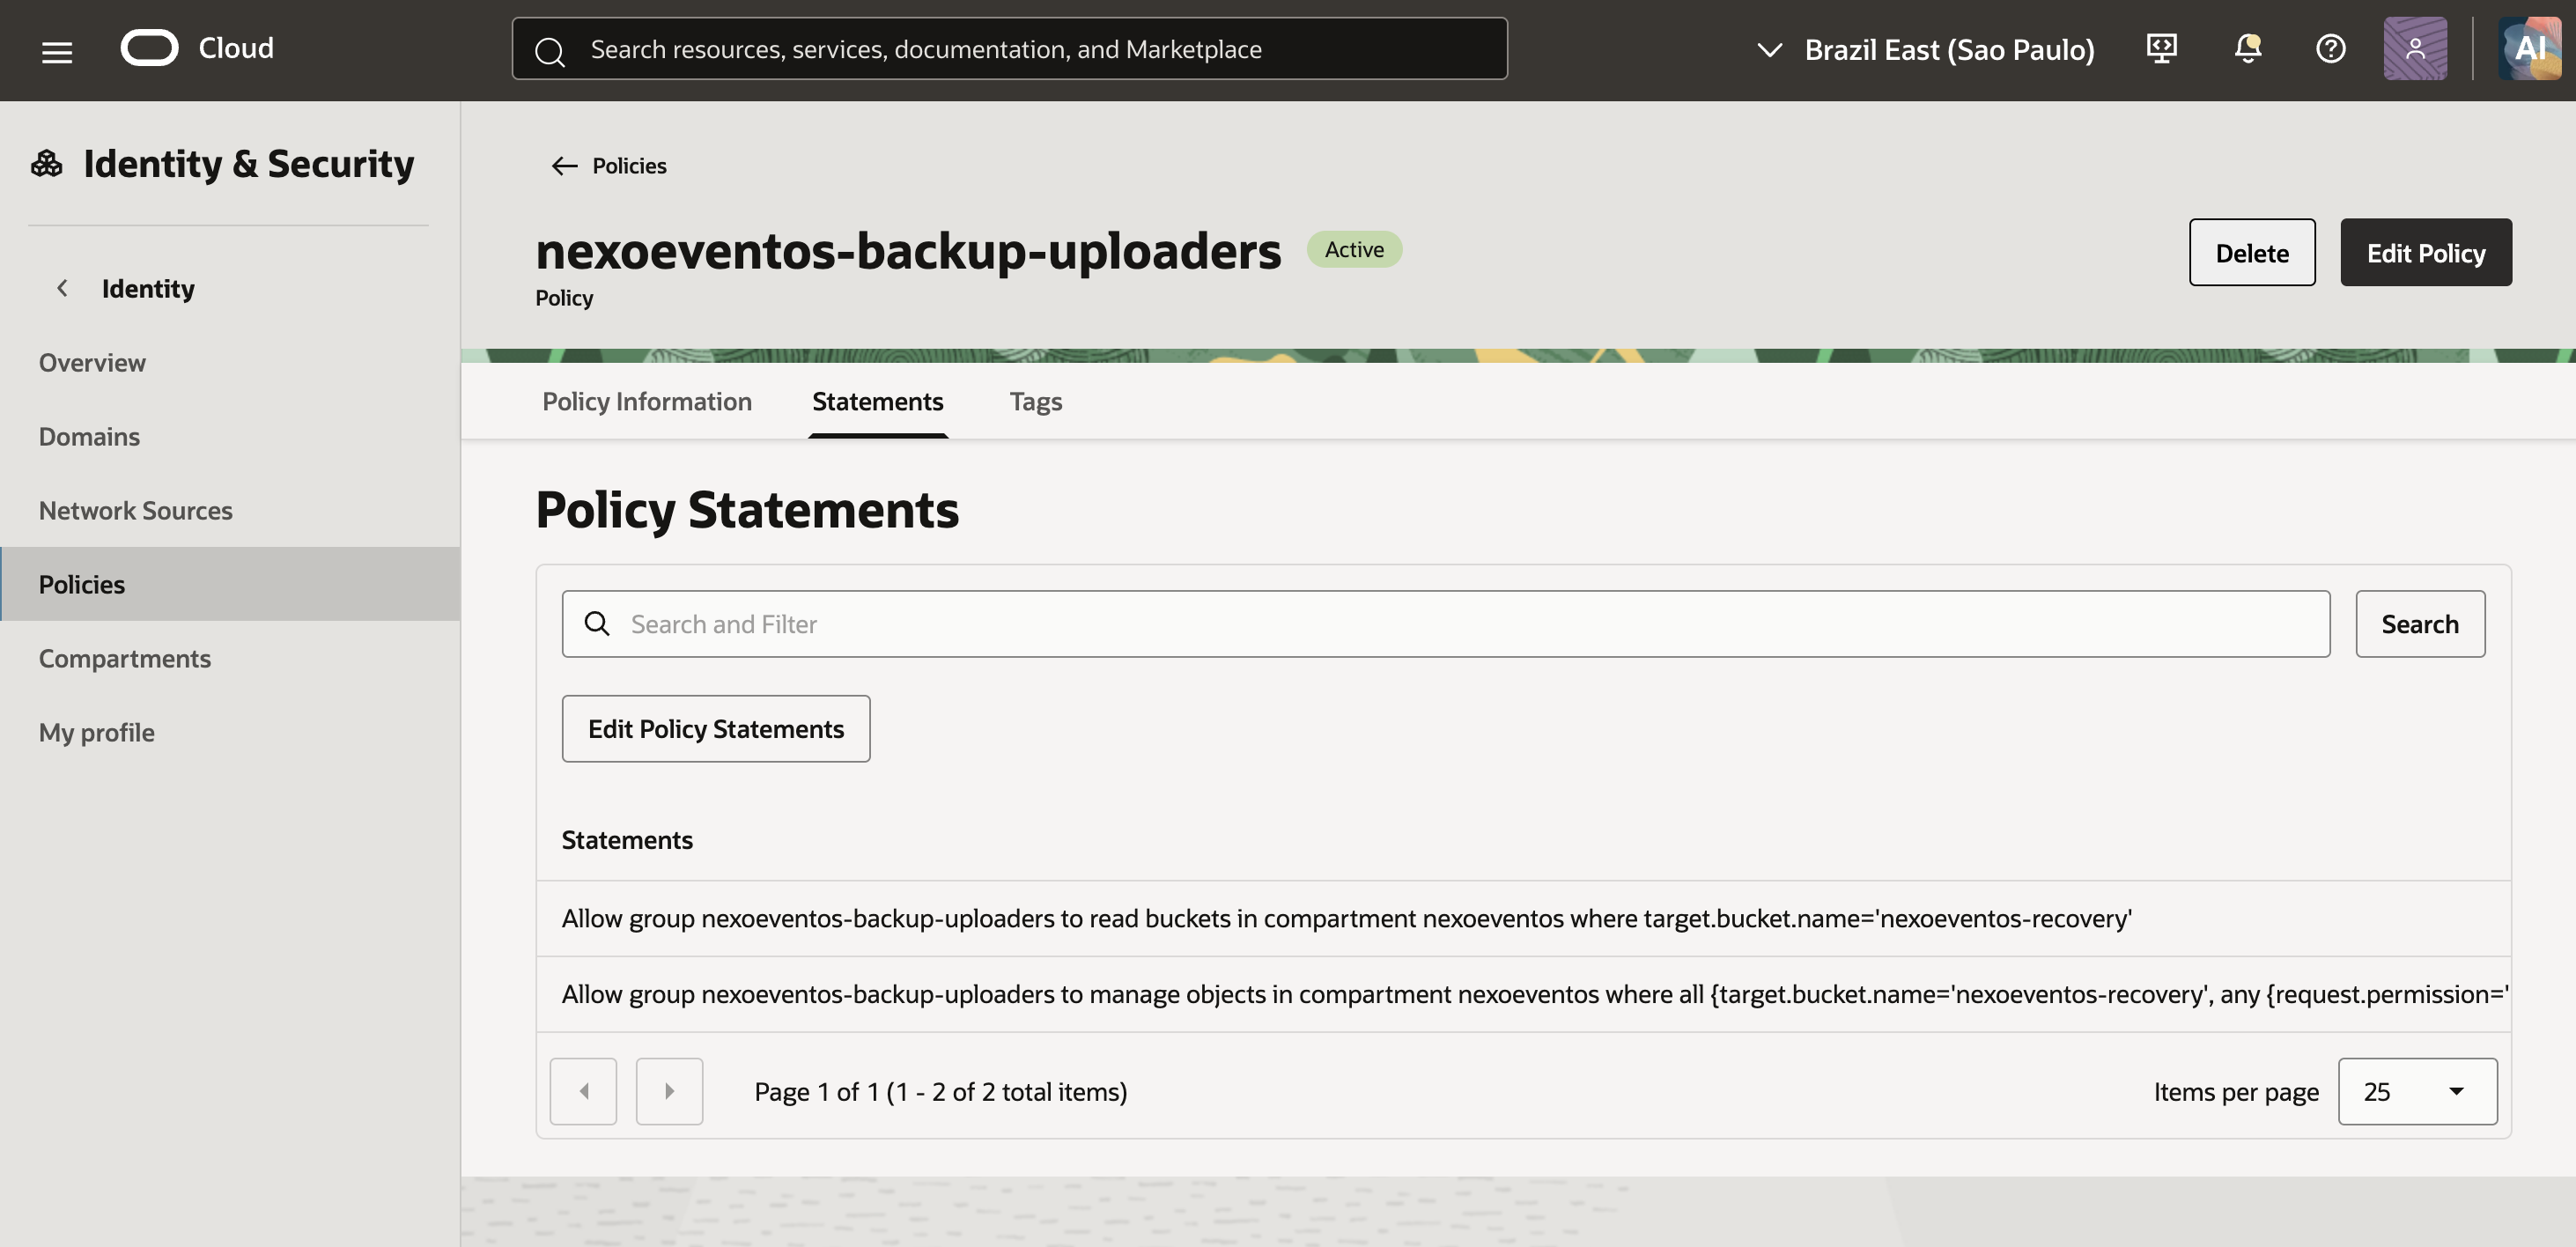 Cloud
Search resources, services, documentation, and Marketplace
Brazil East (Sao Paulo)
AI
Identity & Security
Identity
Overview
Domains
Network Sources
Policies
Compartments
My profile
Policies
nexoeventos-backup-uploaders
Active
Policy
Delete
Edit Policy
Policy Information
Statements
Tags
Policy Statements
Search and Filter
Search
Edit Policy Statements
Statements
Allow group nexoeventos-backup-uploaders to read buckets in compartment nexoeventos where target.bucket.name='nexoeventos-recovery'
Allow group nexoeventos-backup-uploaders to manage objects in compartment nexoeventos where all {target.bucket.name='nexoeventos-recovery', any {request.permission='
Page 1 of 1 (1 - 2 of 2 total items)
Items per page
25